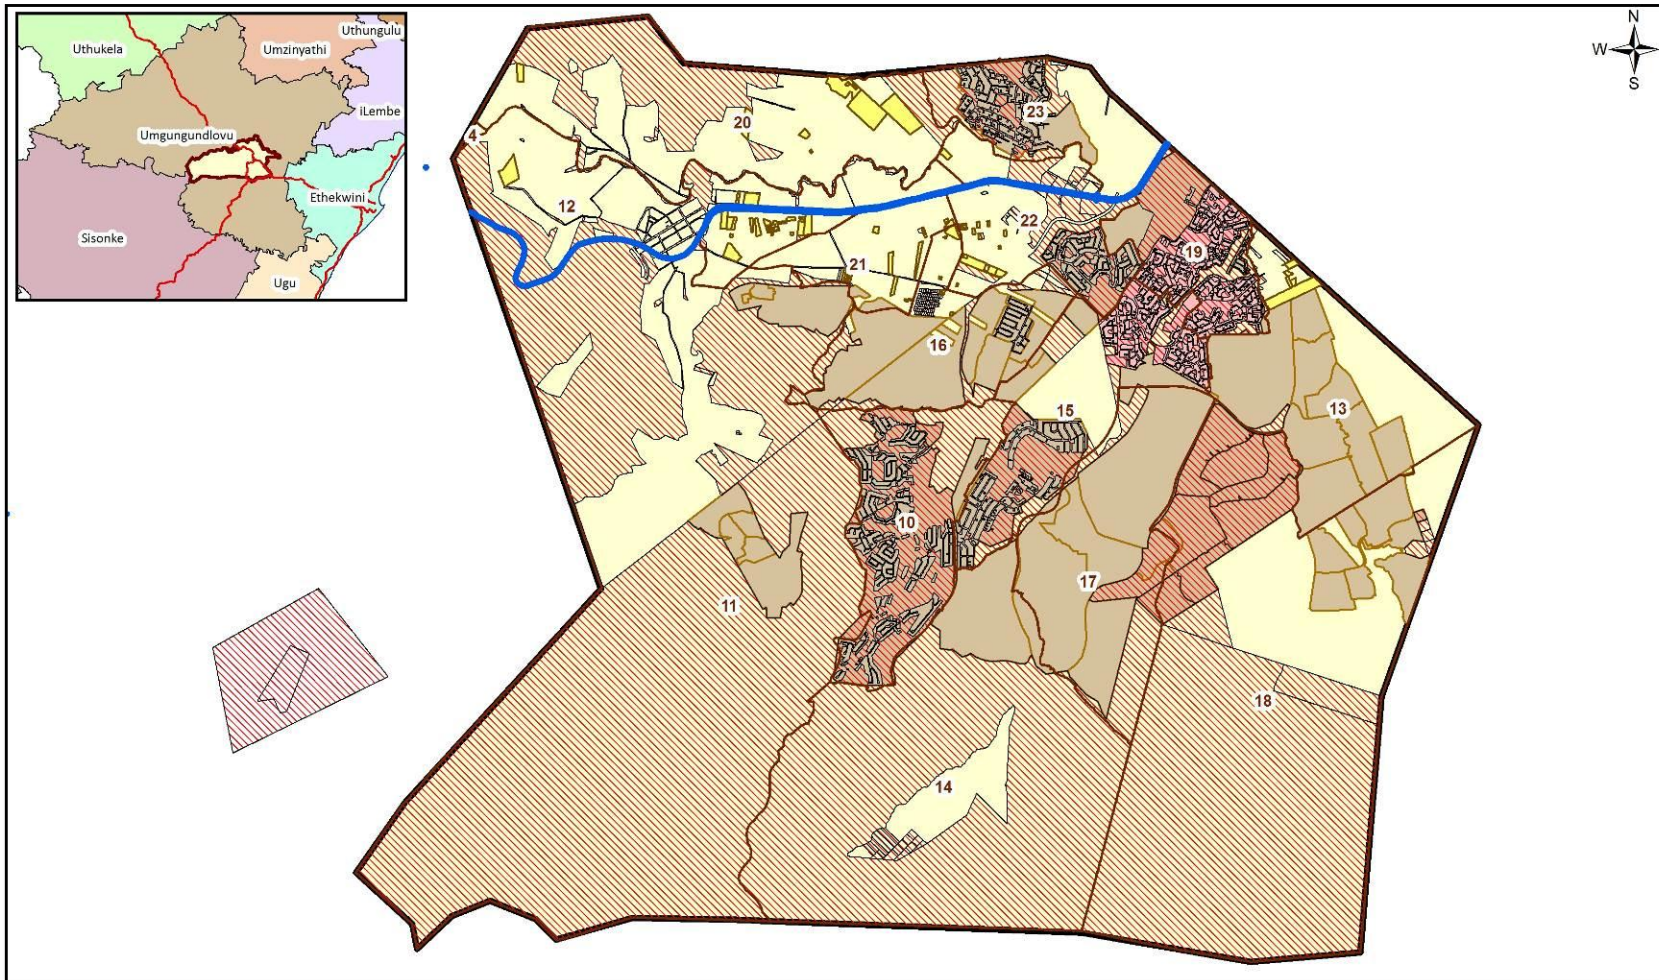 Uthungulu
Uthukela
Umzinyathi
iLembe
Umgungundlovu
Ethekwini
Sisonke
Ugu
N
W
S
23
20
4
12
22
19
21
16
15
13
10
17
11
18
14